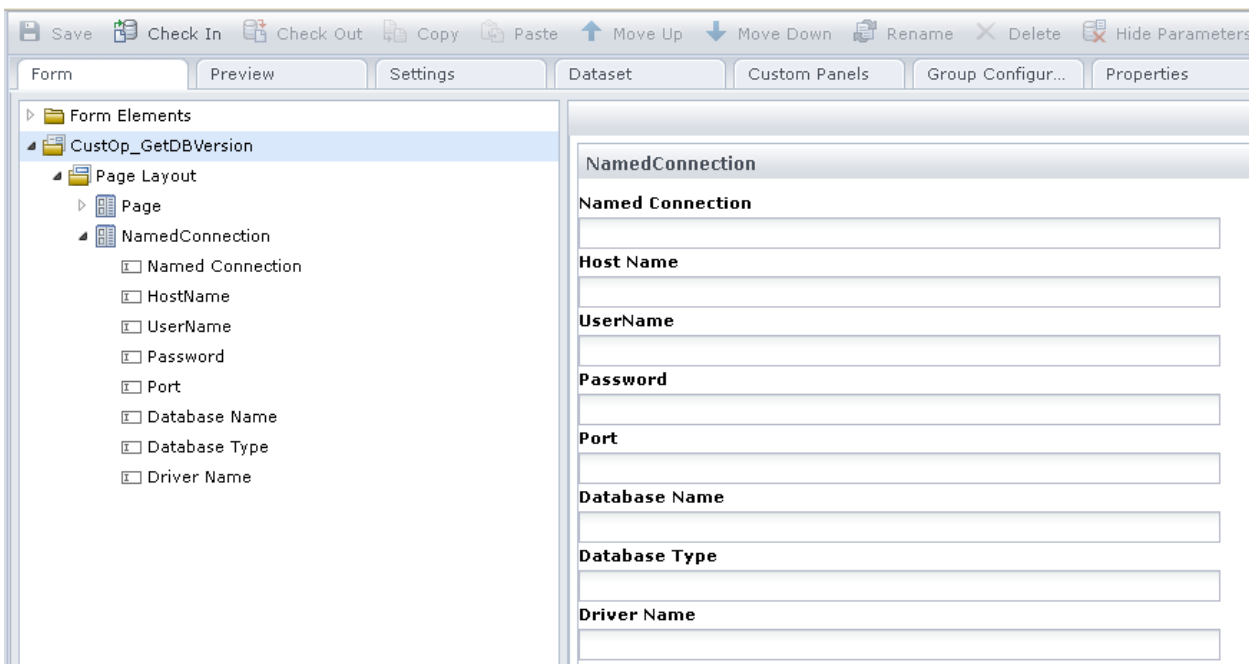 Save Check In Check Out Copy Paste Move Up Move Down Rename Delete Hide Parameters
Form Preview Settings Dataset Custom Panels Group Configur... Properties
Form Elements
CustOp_GetDBVersion
Page Layout
Page
NamedConnection
Named Connection
HostName
UserName
Password
Port
Database Name
Database Type
Driver Name
NamedConnection
Named Connection
Host Name
UserName
Password
Port
Database Name
Database Type
Driver Name